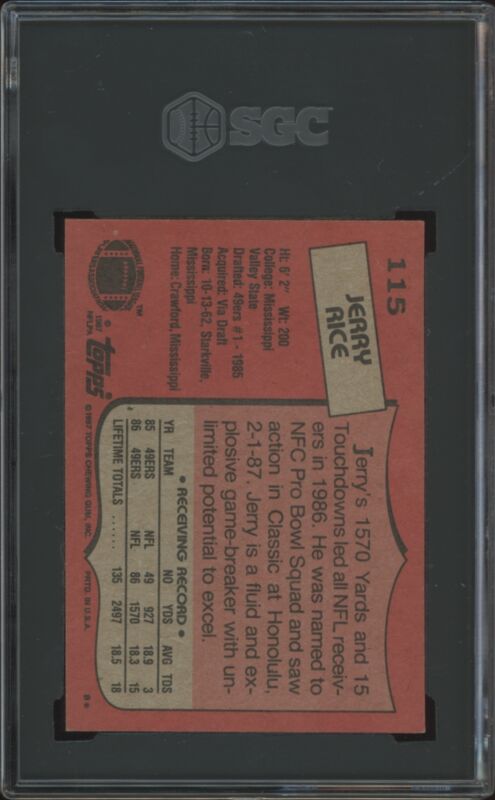 SGC
115
JERRY
RICE
Ht: 6' 2" Wt: 200
College: Mississippi
Valley State
Drafted: 49ers #1 - 1985
Acquired: Via Draft
Born: 10-13-62, Starkville,
Mississippi
Home: Crawford, Mississippi
Jerry's 1570 Yards and 15
Touchdowns led all NFL receiv-
ers in 1986. He was named to
NFC Pro Bowl Squad and saw
action in Classic at Honolulu,
2-1-87. Jerry is a fluid and ex-
plosive game-breaker with un-
limited potential to excel.
• RECEIVING RECORD •
YR TEAM NO YDS AVG TDS
85 49ERS NFL 49 927 18.9 3
86 49ERS NFL 86 1570 18.3 15
LIFETIME TOTALS ...... 135 2497 18.5 18
TM
© 1987
NFLPA
topps
© 1987 TOPPS CHEWING GUM, INC. PRTD. IN U.S.A. B*